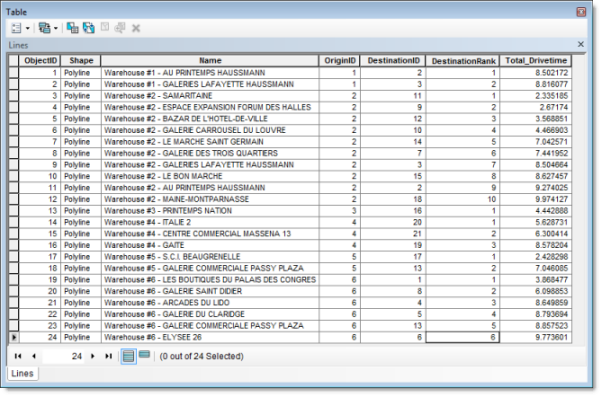 Table
Lines
ObjectID Shape Name OriginID DestinationID DestinationRank Total_Drivetime
1 Polyline Warehouse #1 - AU PRINTEMPS HAUSSMANN 1 2 1 8.502172
2 Polyline Warehouse #1 - GALERIES LAFAYETTE HAUSSMANN 1 3 2 8.816077
3 Polyline Warehouse #2 - SAMARITAINE 2 11 1 2.335185
4 Polyline Warehouse #2 - ESPACE EXPANSION FORUM DES HALLES 2 9 2 2.67174
5 Polyline Warehouse #2 - BAZAR DE L'HOTEL-DE-VILLE 2 12 3 3.568851
6 Polyline Warehouse #2 - GALERIE CARROUSEL DU LOUVRE 2 10 4 4.466903
7 Polyline Warehouse #2 - LE MARCHE SAINT GERMAIN 2 14 5 7.042571
8 Polyline Warehouse #2 - GALERIE DES TROIS QUARTIERS 2 7 6 7.441952
9 Polyline Warehouse #2 - GALERIES LAFAYETTE HAUSSMANN 2 3 7 8.504664
10 Polyline Warehouse #2 - LE BON MARCHE 2 15 8 8.627457
11 Polyline Warehouse #2 - AU PRINTEMPS HAUSSMANN 2 2 9 9.274025
12 Polyline Warehouse #2 - MAINE-MONTPARNASSE 2 18 10 9.974127
13 Polyline Warehouse #3 - PRINTEMPS NATION 3 16 1 4.442888
14 Polyline Warehouse #4 - ITALIE 2 4 20 1 5.628731
15 Polyline Warehouse #4 - CENTRE COMMERCIAL MASSENA 13 4 21 2 6.300414
16 Polyline Warehouse #4 - GAITE 4 19 3 8.578204
17 Polyline Warehouse #5 - S.C.I. BEAUGRENELLE 5 17 1 2.428298
18 Polyline Warehouse #5 - GALERIE COMMERCIALE PASSY PLAZA 5 13 2 7.046085
19 Polyline Warehouse #6 - LES BOUTIQUES DU PALAIS DES CONGRES 6 1 1 3.868477
20 Polyline Warehouse #6 - GALERIE SAINT DIDIER 6 8 2 6.098853
21 Polyline Warehouse #6 - ARCADES DU LIDO 6 4 3 8.649859
22 Polyline Warehouse #6 - GALERIE DU CLARIDGE 6 5 4 8.793694
23 Polyline Warehouse #6 - GALERIE COMMERCIALE PASSY PLAZA 6 13 5 8.857523
24 Polyline Warehouse #6 - ELYSEE 26 6 6 6 9.773601
24 (0 out of 24 Selected)
Lines